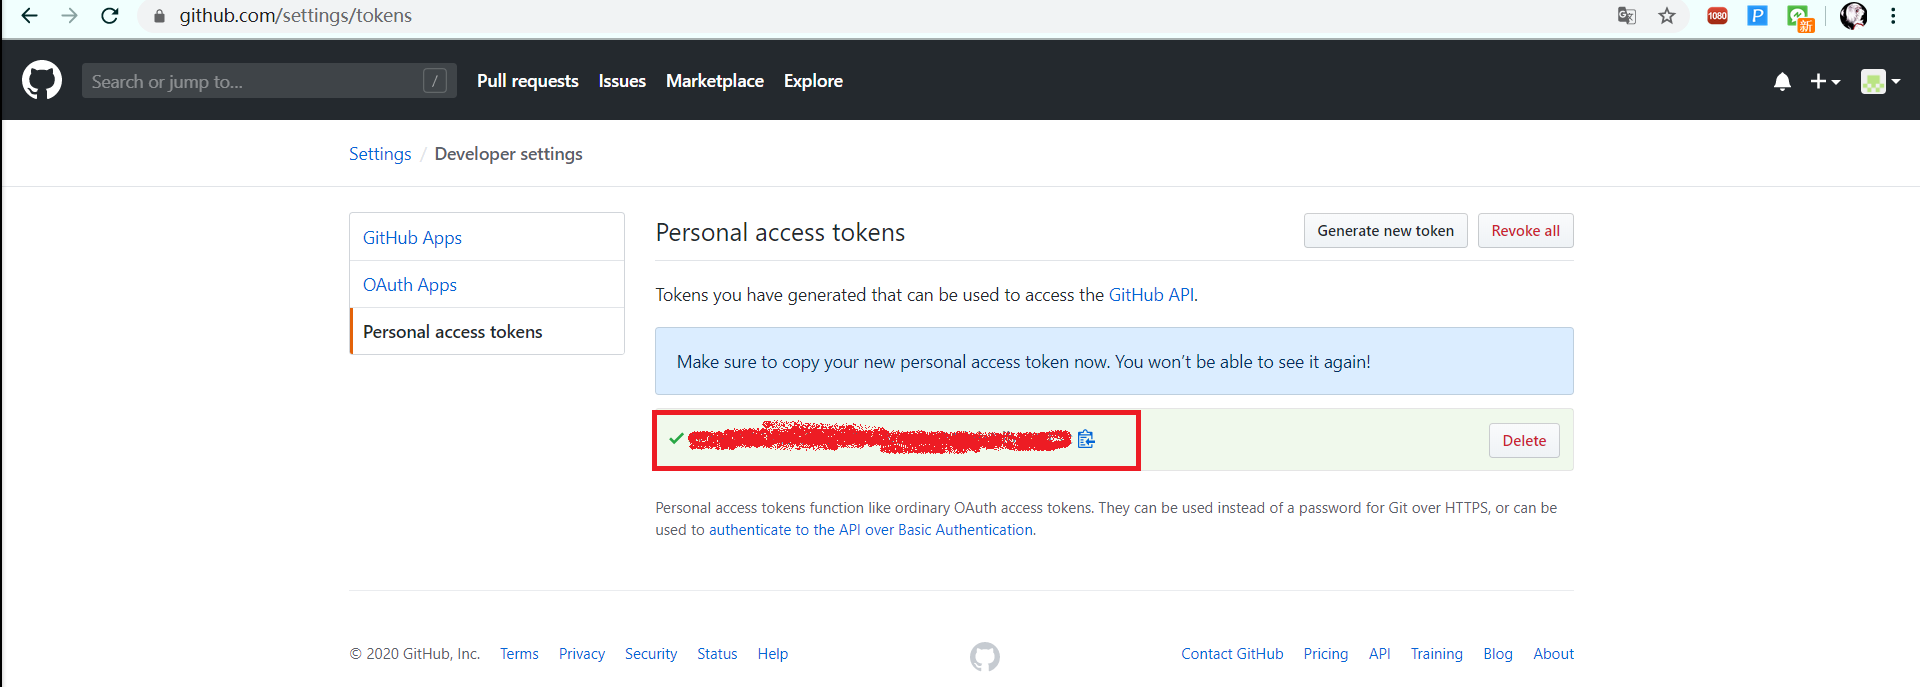 github.com/settings/tokens
1080
P
新
Search or jump to...
/
Pull requests Issues Marketplace Explore
Settings / Developer settings
GitHub Apps
OAuth Apps
Personal access tokens
Personal access tokens
Generate new token
Revoke all
Tokens you have generated that can be used to access the GitHub API.
Make sure to copy your new personal access token now. You won’t be able to see it again!
Delete
Personal access tokens function like ordinary OAuth access tokens. They can be used instead of a password for Git over HTTPS, or can be
used to authenticate to the API over Basic Authentication.
© 2020 GitHub, Inc. Terms Privacy Security Status Help
Contact GitHub Pricing API Training Blog About